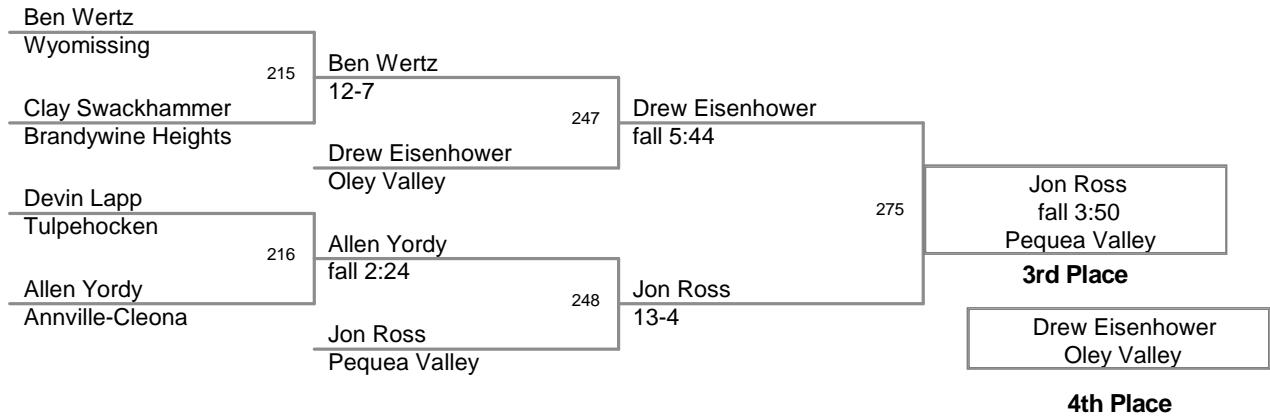 Ben Wertz
Wyomissing
215
Clay Swackhammer
Brandywine Heights
Devin Lapp
Tulpehocken
216
Allen Yordy
Annville-Cleona
Ben Wertz
12-7
247
Drew Eisenhower
Oley Valley
Allen Yordy
fall 2:24
248
Jon Ross
Pequea Valley
Drew Eisenhower
fall 5:44
275
Jon Ross
13-4
Jon Ross
fall 3:50
Pequea Valley
3rd Place
Drew Eisenhower
Oley Valley
4th Place